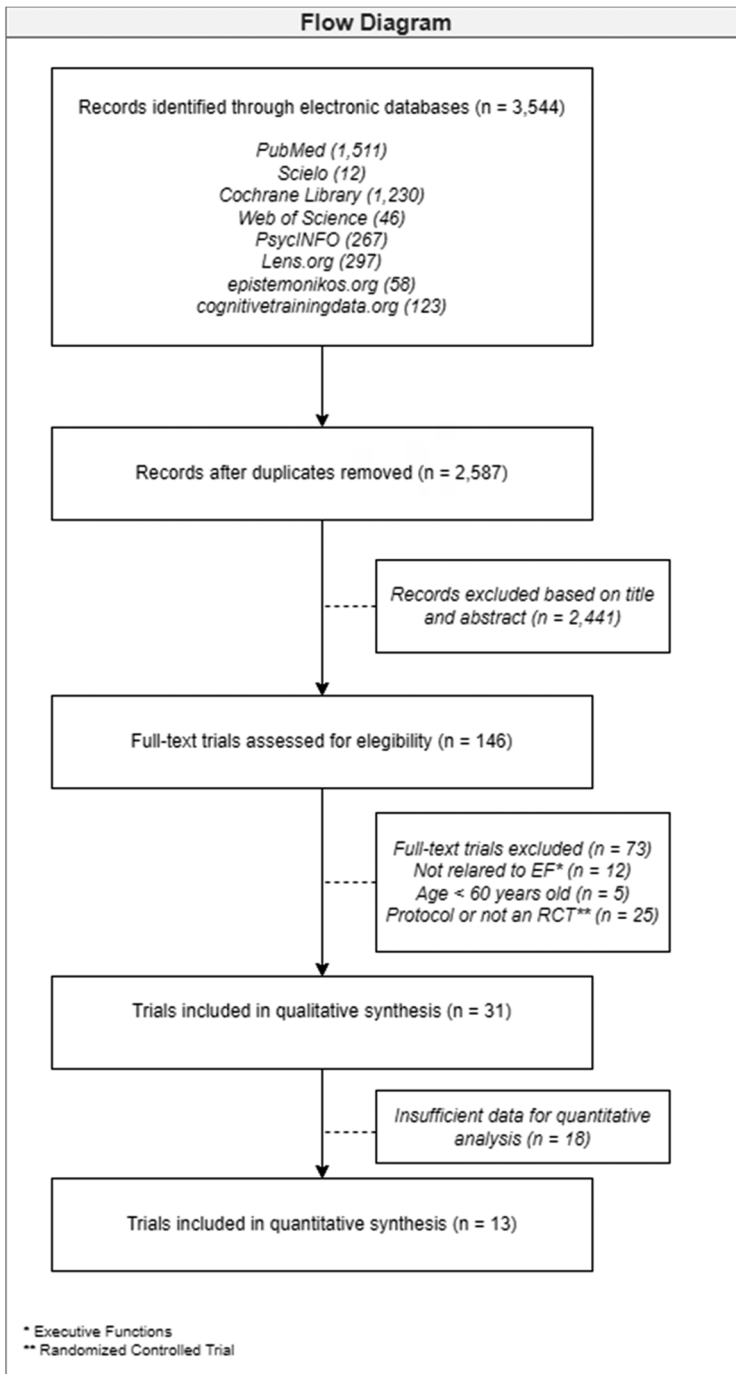 Flow Diagram
Records identified through electronic databases (n = 3,544)
PubMed (1,511)
Scielo (12)
Cochrane Library (1,230)
Web of Science (46)
PsycINFO (267)
Lens.org (297)
epistemonikos.org (58)
cognitivetrainingdata.org (123)
Records after duplicates removed (n = 2,587)
Records excluded based on title
and abstract (n = 2,441)
Full-text trials assessed for elegibility (n = 146)
Full-text trials excluded (n = 73)
Not relared to EF* (n = 12)
Age < 60 years old (n = 5)
Protocol or not an RCT** (n = 25)
Trials included in qualitative synthesis (n = 31)
Insufficient data for quantitative
analysis (n = 18)
Trials included in quantitative synthesis (n = 13)
* Executive Functions
** Randomized Controlled Trial